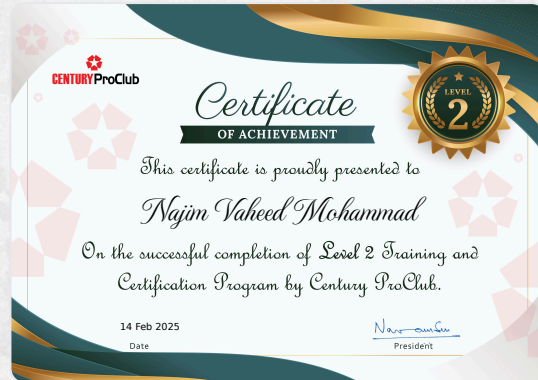 CENTURY ProClub
Certificate
OF ACHIEVEMENT
LEVEL
2
This certificate is proudly presented to
Najim Vaheed Mohammad
On the successful completion of Level 2 Training and
Certification Program by Century ProClub.
14 Feb 2025
Date
President